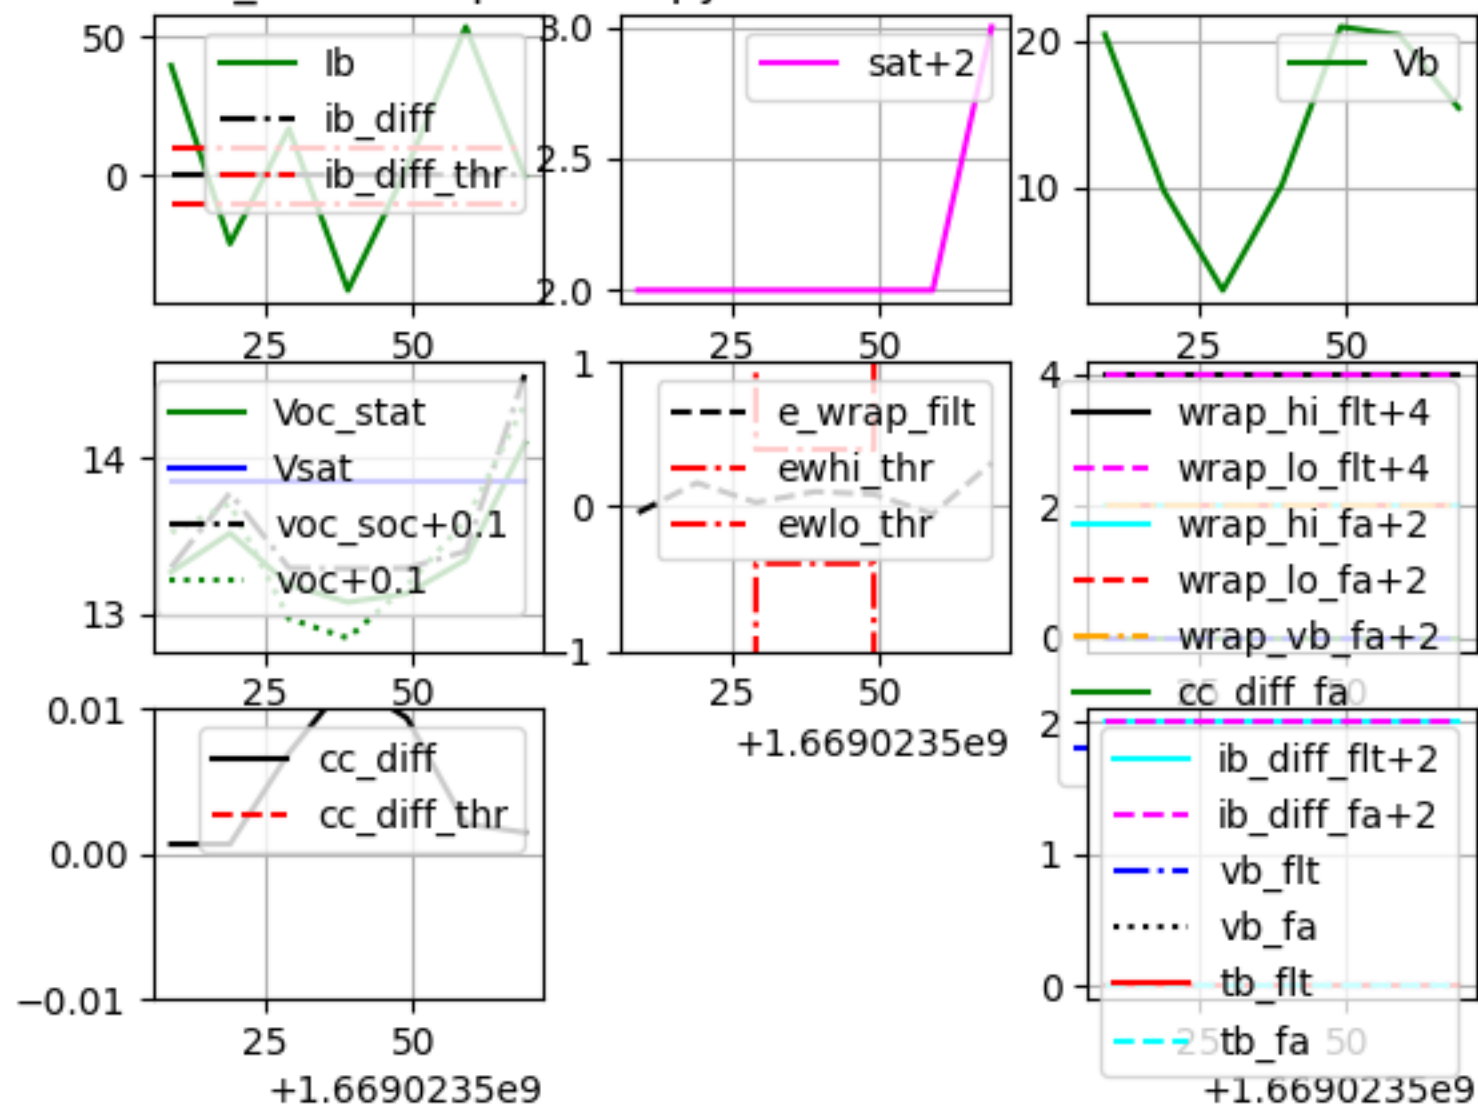 50
0
Ib
ib_diff
ib_diff_thr
25
50
3.0
2.5
2.0
sat+2
25
50
20
10
Vb
25
50
14
13
Voc_stat
Vsat
voc_soc+0.1
voc+0.1
25
50
1
0
−1
e_wrap_filt
ewhi_thr
ewlo_thr
25
50
+1.6690235e9
4
2
0
wrap_hi_flt+4
wrap_lo_flt+4
wrap_hi_fa+2
wrap_lo_fa+2
wrap_vb_fa+2
cc_diff_fa
25
50
0.01
0.00
−0.01
cc_diff
cc_diff_thr
25
50
+1.6690235e9
2
1
0
ib_diff_flt+2
ib_diff_fa+2
vb_flt
vb_fa
tb_flt
tb_fa
25
50
+1.6690235e9